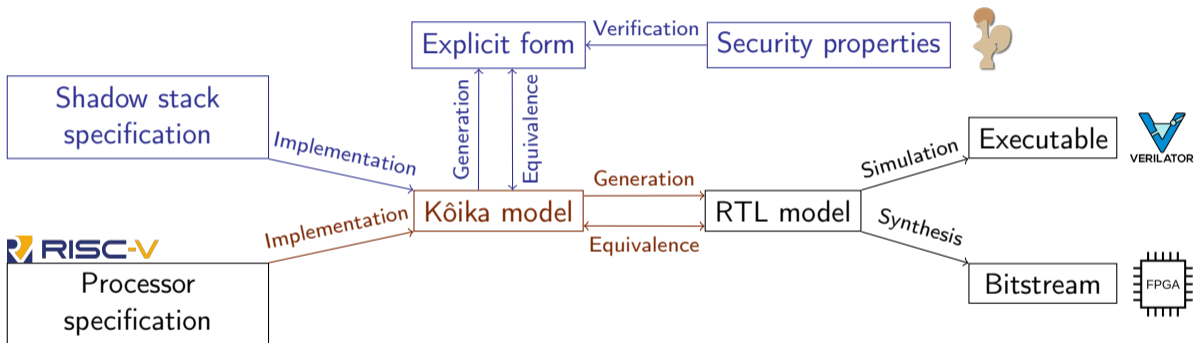 Explicit form
Verification
Security properties
Shadow stack
specification
Implementation
Generation
Equivalence
Executable
VERILATOR
Simulation
Kôika model
Generation
Equivalence
RTL model
Implementation
RISC-V
Processor
specification
Synthesis
Bitstream
FPGA